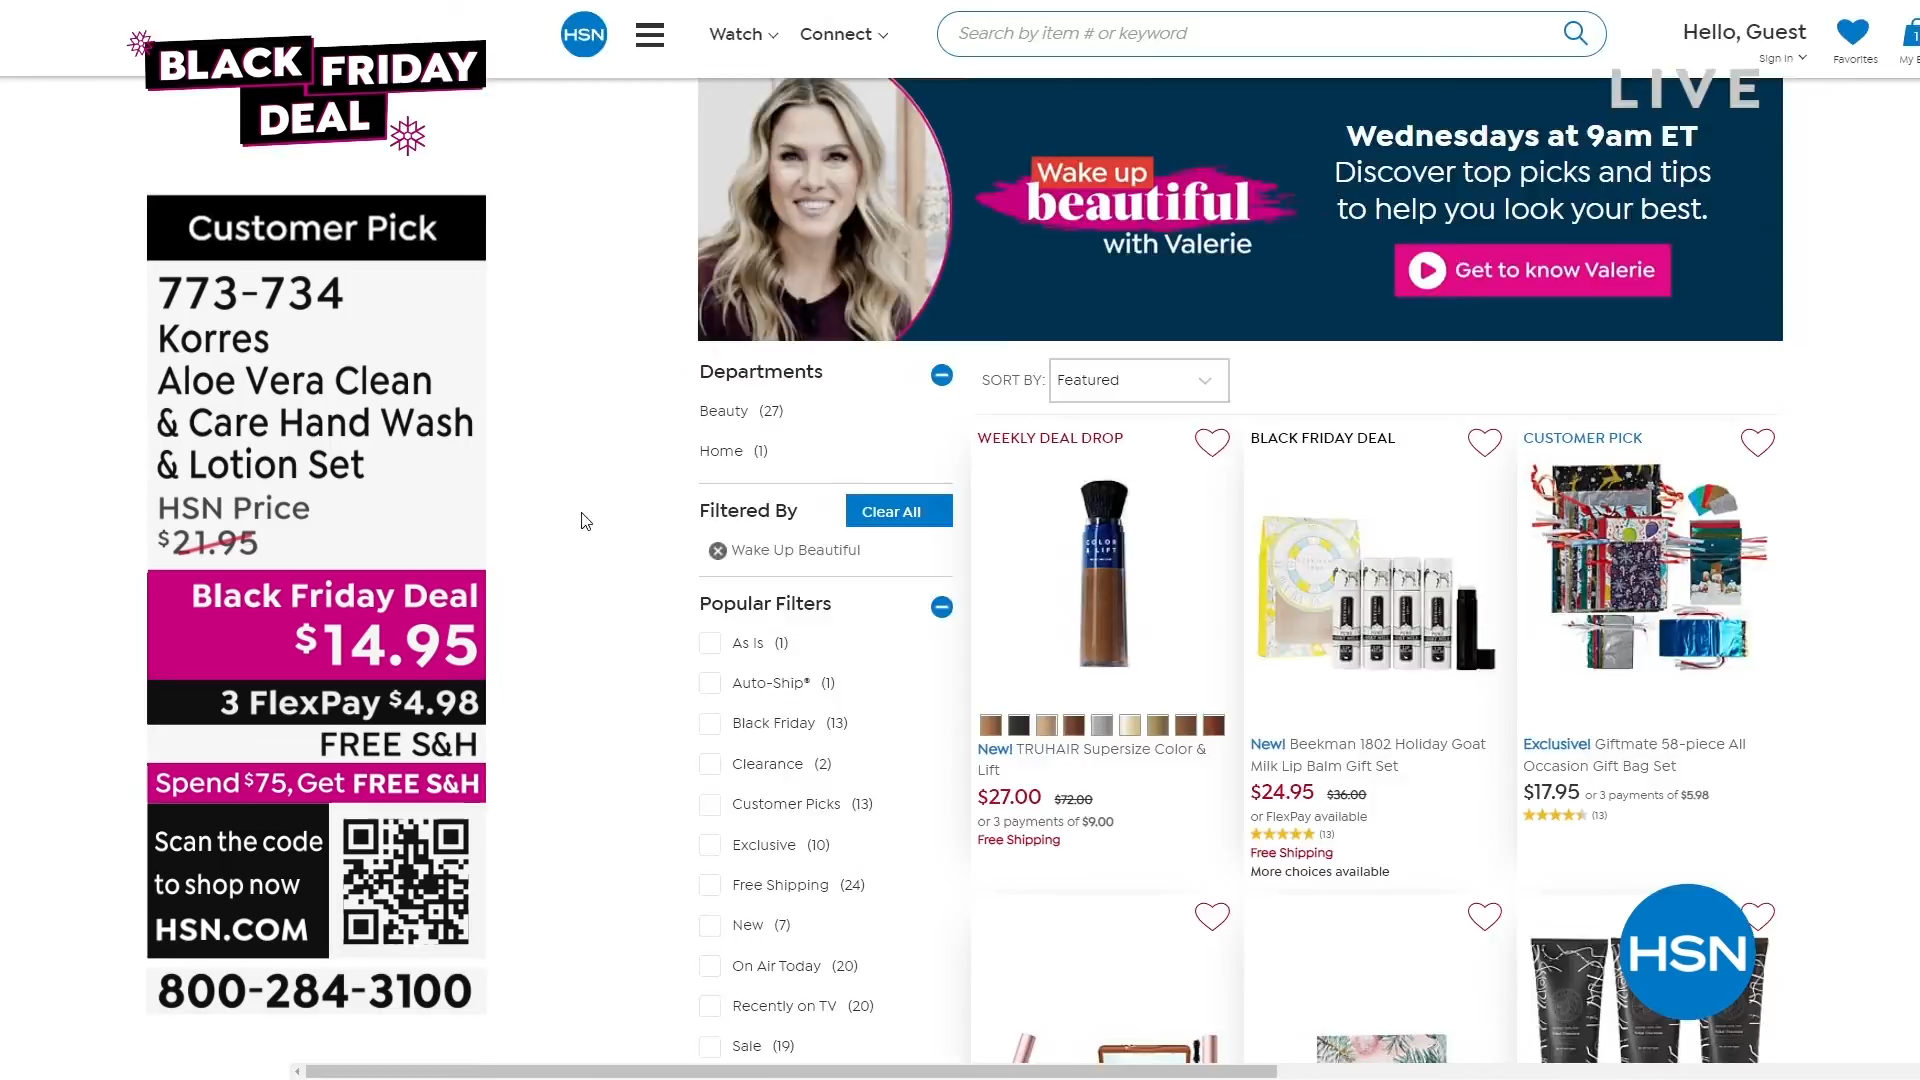 BLACK FRIDAY
DEAL
Customer Pick
773-734
Korres
Aloe Vera Clean
& Care Hand Wash
& Lotion Set
HSN Price
$21.95
Black Friday Deal
$14.95
3 FlexPay $4.98
FREE S&H
Spend $75, Get FREE S&H
Scan the code
to shop now
HSN.COM
800-284-3100
HSN
Watch
Connect
Search by item # or keyword
Hello, Guest
Sign In
Favorites
1
My
LIVE
Wake up
beautiful
with Valerie
Wednesdays at 9am ET
Discover top picks and tips
to help you look your best.
Get to know Valerie
Departments
Beauty (27)
Home (1)
Filtered By
Clear All
Wake Up Beautiful
Popular Filters
As Is (1)
Auto-Ship® (1)
Black Friday (13)
Clearance (2)
Customer Picks (13)
Exclusive (10)
Free Shipping (24)
New (7)
On Air Today (20)
Recently on TV (20)
Sale (19)
SORT BY: Featured
WEEKLY DEAL DROP
COLOR
& LIFT
New! TRUHAIR Supersize Color &
Lift
$27.00 $72.00
or 3 payments of $9.00
Free Shipping
BLACK FRIDAY DEAL
New! Beekman 1802 Holiday Goat
Milk Lip Balm Gift Set
$24.95 $36.00
or FlexPay available
(13)
Free Shipping
More choices available
CUSTOMER PICK
Exclusive! Giftmate 58-piece All
Occasion Gift Bag Set
$17.95 or 3 payments of $5.98
(13)
HSN